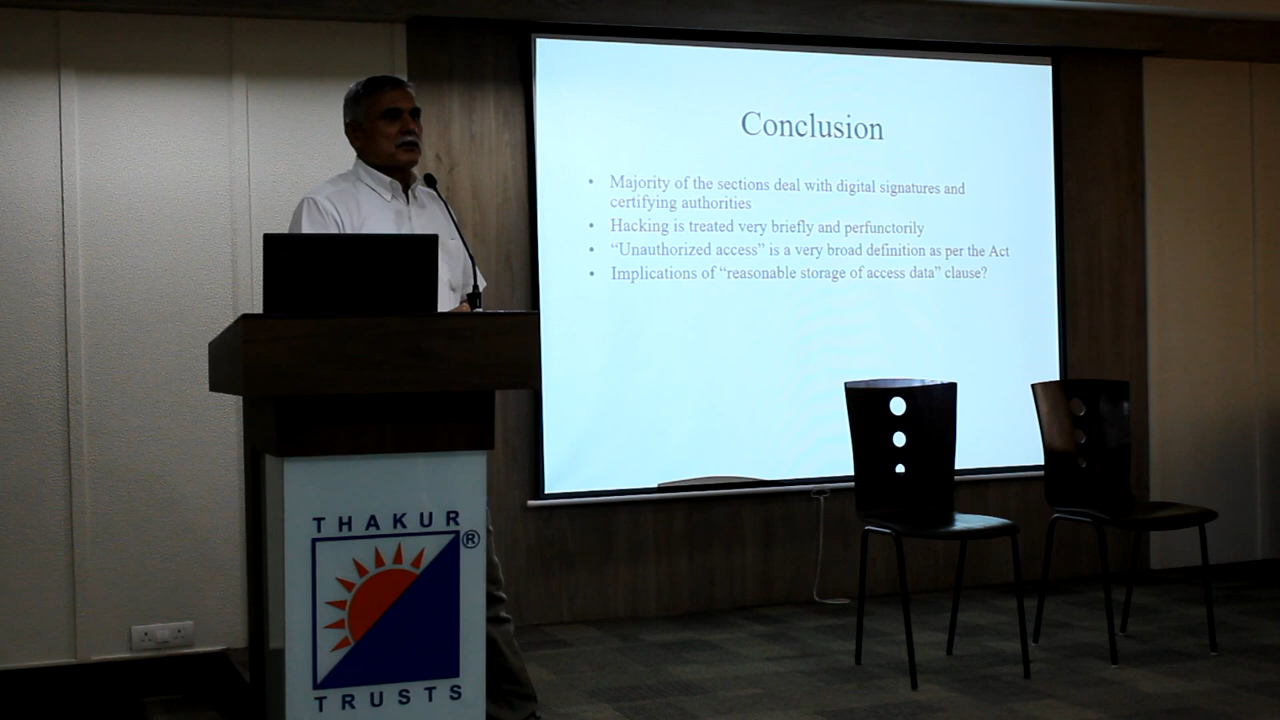 Conclusion
• Majority of the sections deal with digital signatures and
certifying authorities
• Hacking is treated very briefly and perfunctorily
• “Unauthorized access” is a very broad definition as per the Act
• Implications of “reasonable storage of access data” clause?
THAKUR
®
TRUSTS